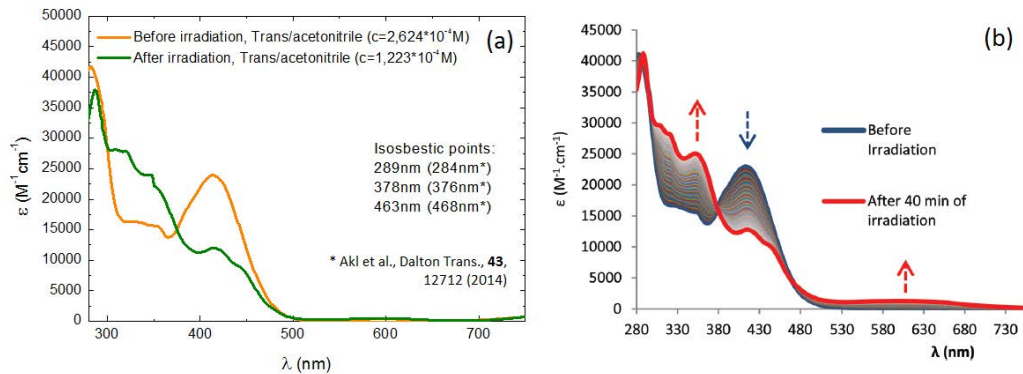 (a)
Before irradiation, Trans/acetonitrile (c=2,624*10⁻⁴M)
After irradiation, Trans/acetonitrile (c=1,223*10⁻⁴M)
50000
45000
40000
35000
30000
25000
20000
15000
10000
5000
0
ε (M⁻¹cm⁻¹)
Isosbestic points:
289nm (284nm*)
378nm (376nm*)
463nm (468nm*)
* Akl et al., Dalton Trans., 43,
12712 (2014)
300 400 500 600 700
λ (nm)
(b)
45000
40000
35000
30000
25000
20000
15000
10000
5000
0
ε (M⁻¹.cm⁻¹)
Before
Irradiation
After 40 min of
irradiation
280 330 380 430 480 530 580 630 680 730
λ (nm)